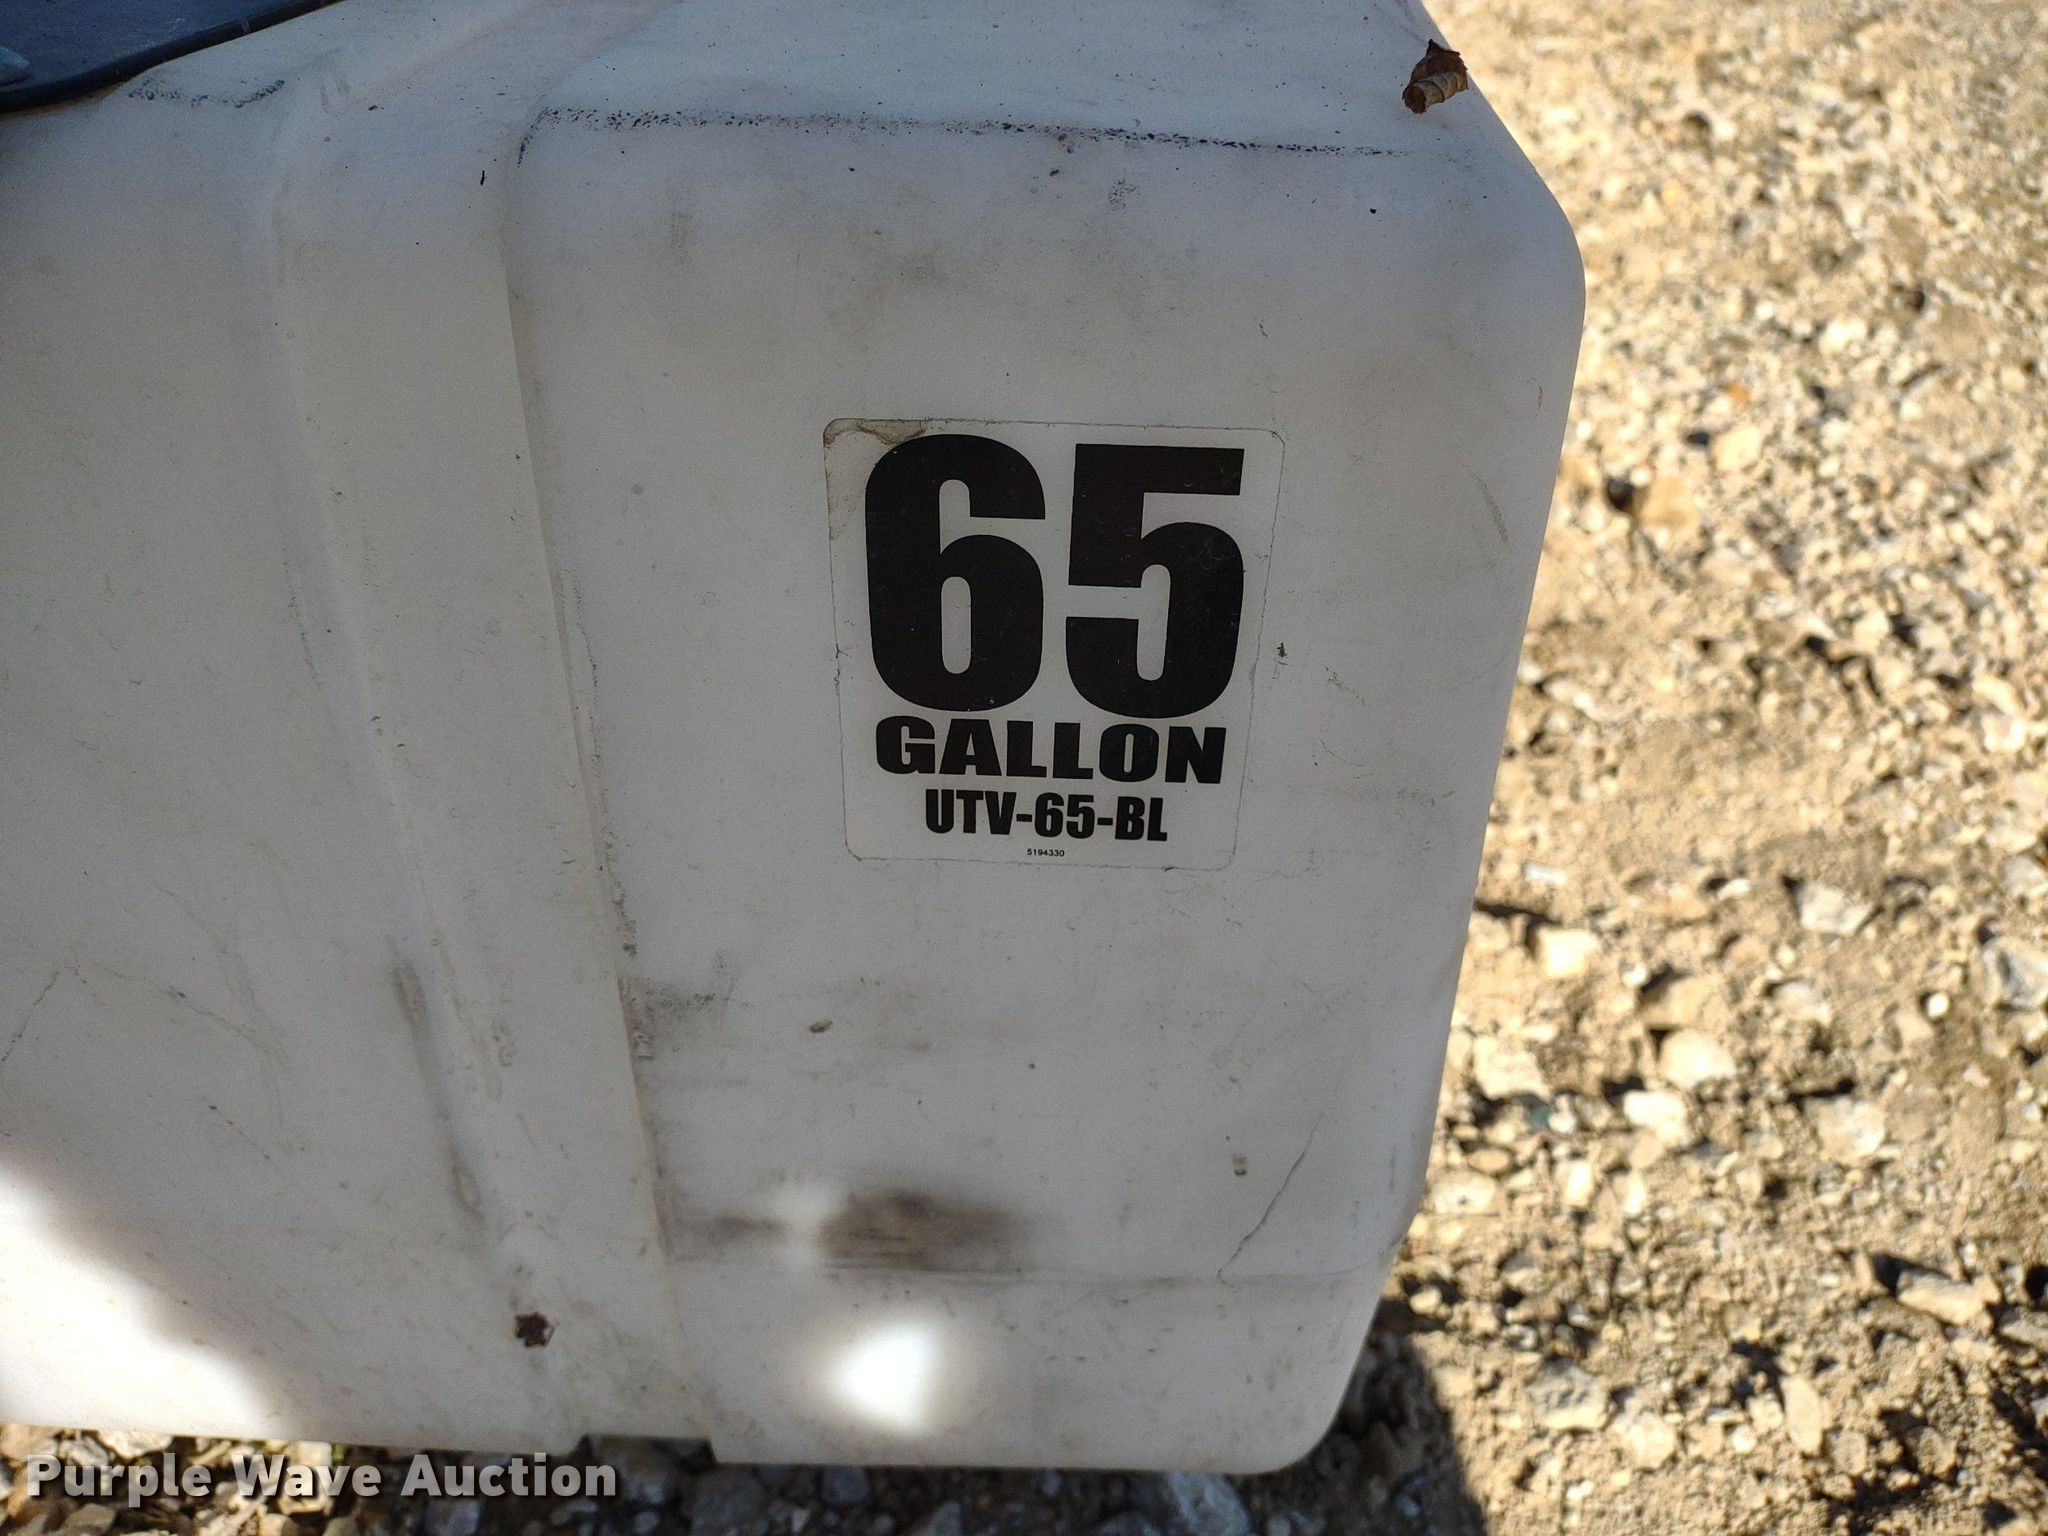 65
GALLON
UTV-65-BL
5194330
Purple Wave Auction